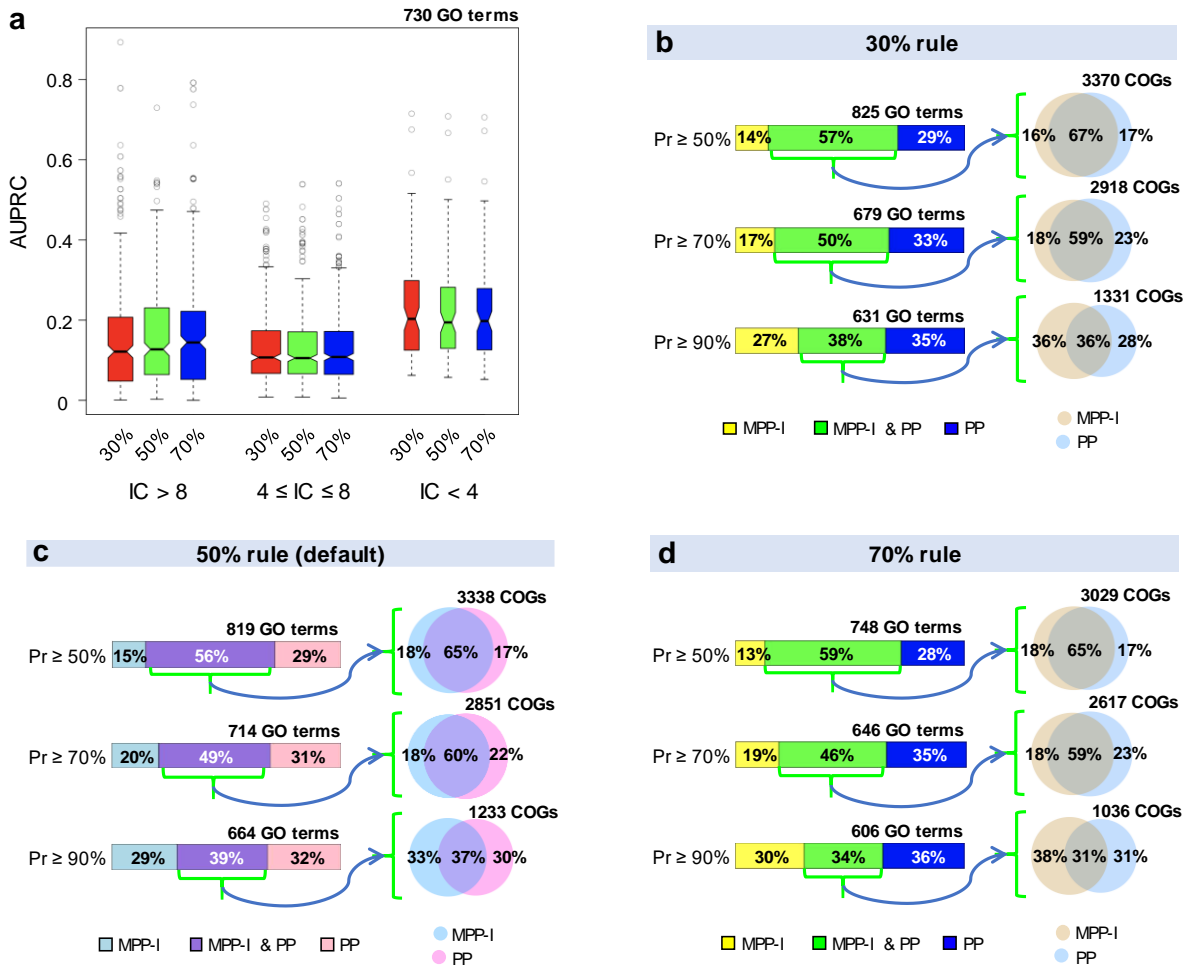 a
730 GO terms
AUPRC
0.8
0.6
0.4
0.2
0
30% 50% 70% 30% 50% 70% 30% 50% 70%
IC > 8 4 ≤ IC ≤ 8 IC < 4
b 30% rule
3370 COGs
825 GO terms
Pr ≥ 50% 14% 57% 29% 16% 67% 17%
2918 COGs
679 GO terms
Pr ≥ 70% 17% 50% 33% 18% 59% 23%
1331 COGs
631 GO terms
Pr ≥ 90% 27% 38% 35% 36% 36% 28%
MPP-I MPP-I & PP PP MPP-I
PP
c 50% rule (default)
3338 COGs
819 GO terms
Pr ≥ 50% 15% 56% 29% 18% 65% 17%
2851 COGs
714 GO terms
Pr ≥ 70% 20% 49% 31% 18% 60% 22%
1233 COGs
664 GO terms
Pr ≥ 90% 29% 39% 32% 33% 37% 30%
MPP-I MPP-I & PP PP MPP-I
PP
d 70% rule
3029 COGs
748 GO terms
Pr ≥ 50% 13% 59% 28% 18% 65% 17%
2617 COGs
646 GO terms
Pr ≥ 70% 19% 46% 35% 18% 59% 23%
1036 COGs
606 GO terms
Pr ≥ 90% 30% 34% 36% 38% 31% 31%
MPP-I MPP-I & PP PP MPP-I
PP